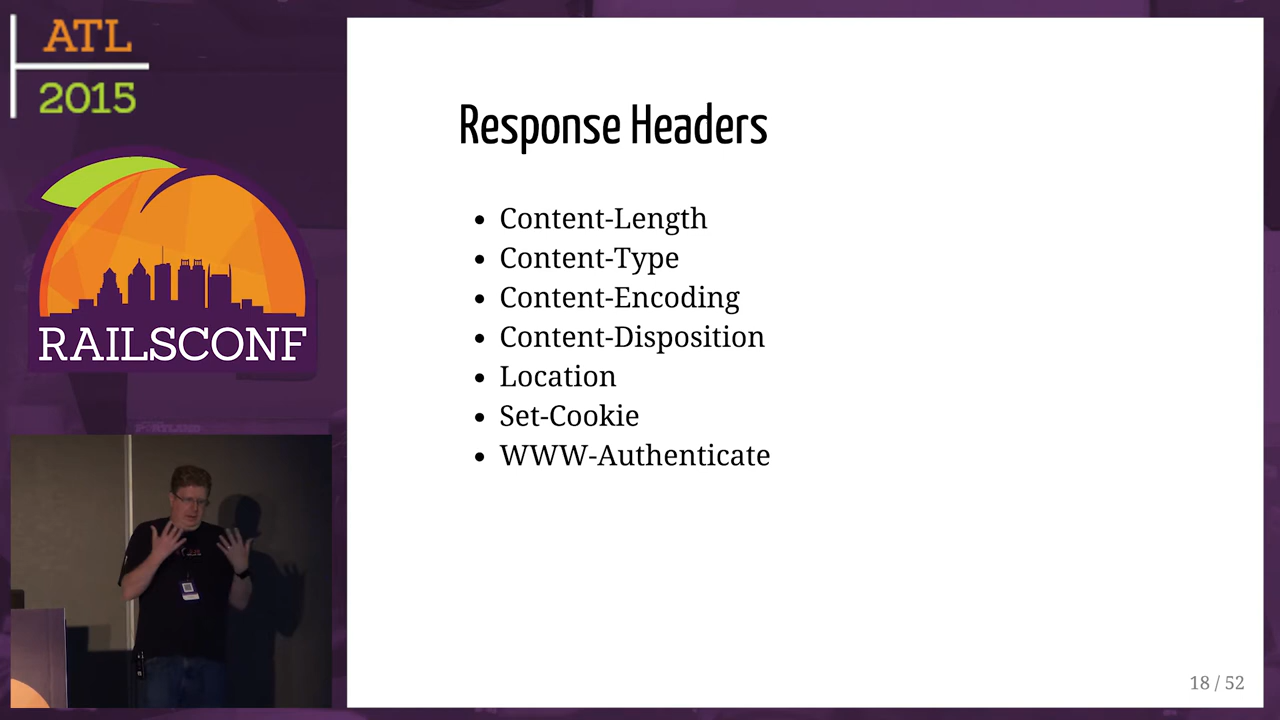 ATL
2015
RAILSCONF
Response Headers
• Content-Length
• Content-Type
• Content-Encoding
• Content-Disposition
• Location
• Set-Cookie
• WWW-Authenticate
18 / 52